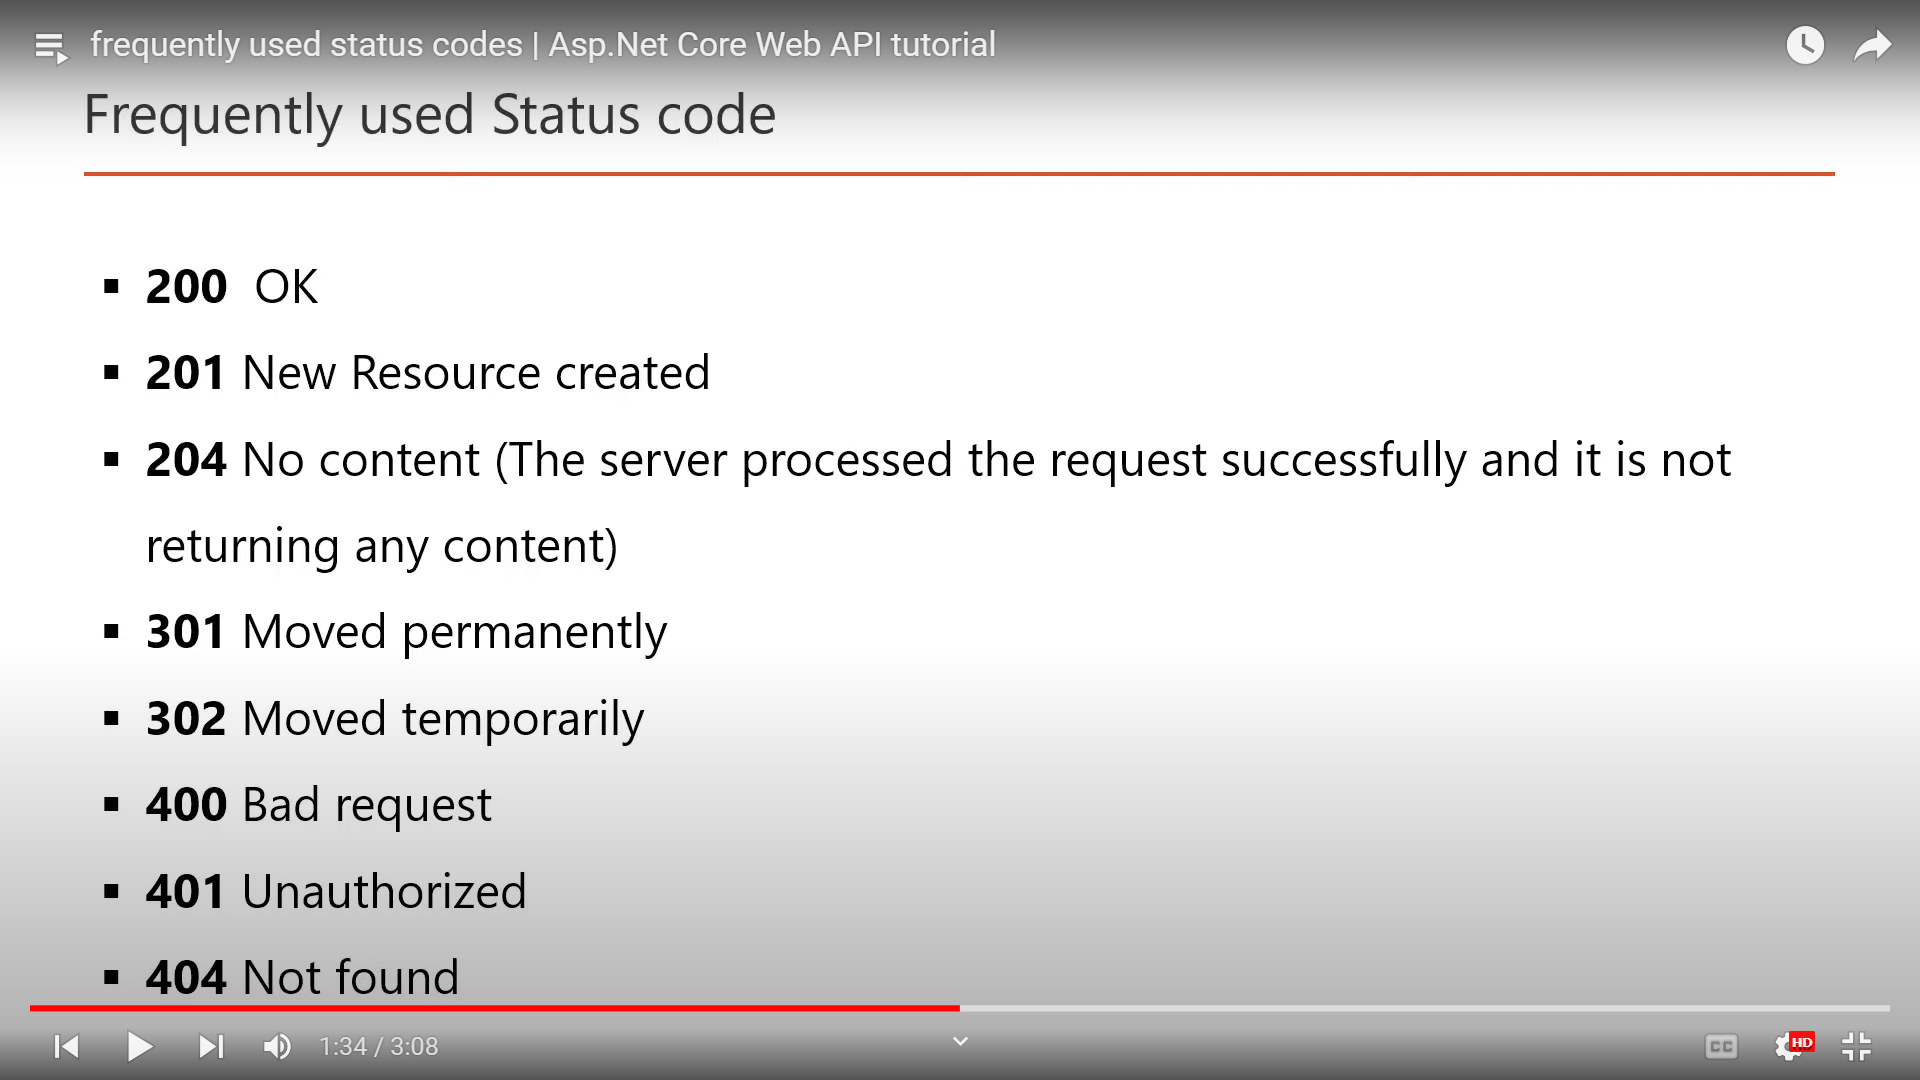 frequently used status codes | Asp.Net Core Web API tutorial
Frequently used Status code
▪ 200 OK
▪ 201 New Resource created
▪ 204 No content (The server processed the request successfully and it is not
returning any content)
▪ 301 Moved permanently
▪ 302 Moved temporarily
▪ 400 Bad request
▪ 401 Unauthorized
▪ 404 Not found
1:34 / 3:08
CC
HD